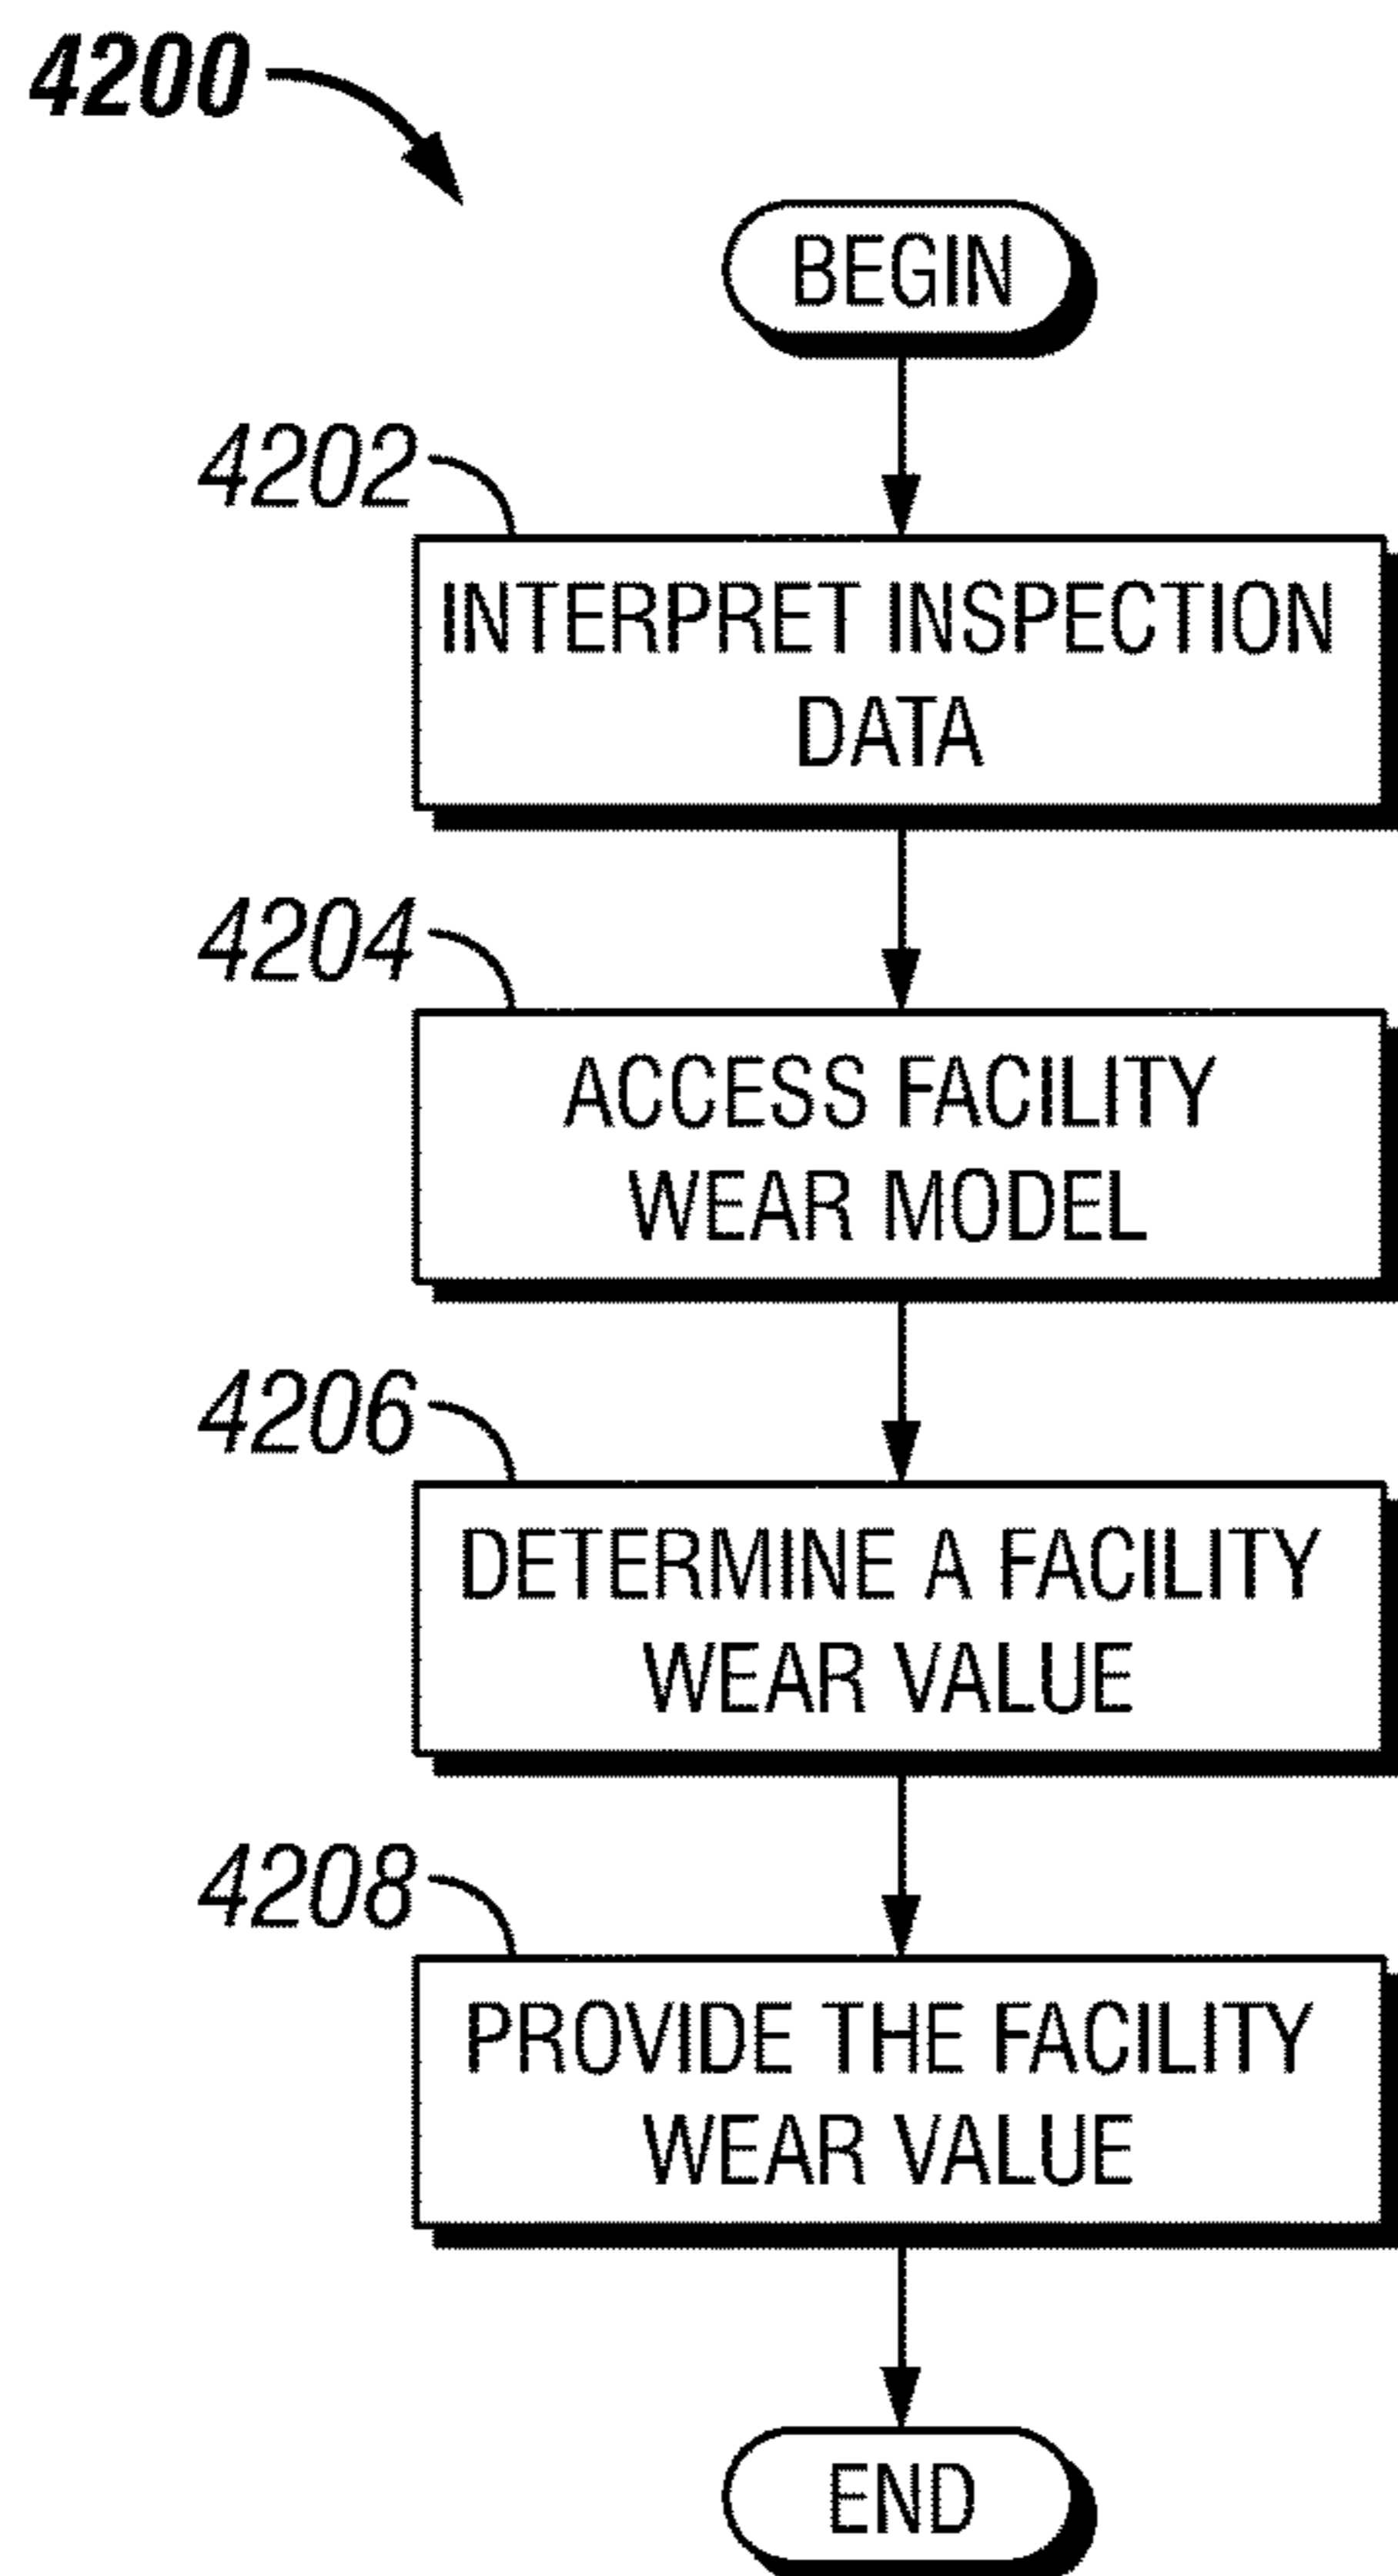 4200
BEGIN
4202
INTERPRET INSPECTION
DATA
4204
ACCESS FACILITY
WEAR MODEL
4206
DETERMINE A FACILITY
WEAR VALUE
4208
PROVIDE THE FACILITY
WEAR VALUE
END